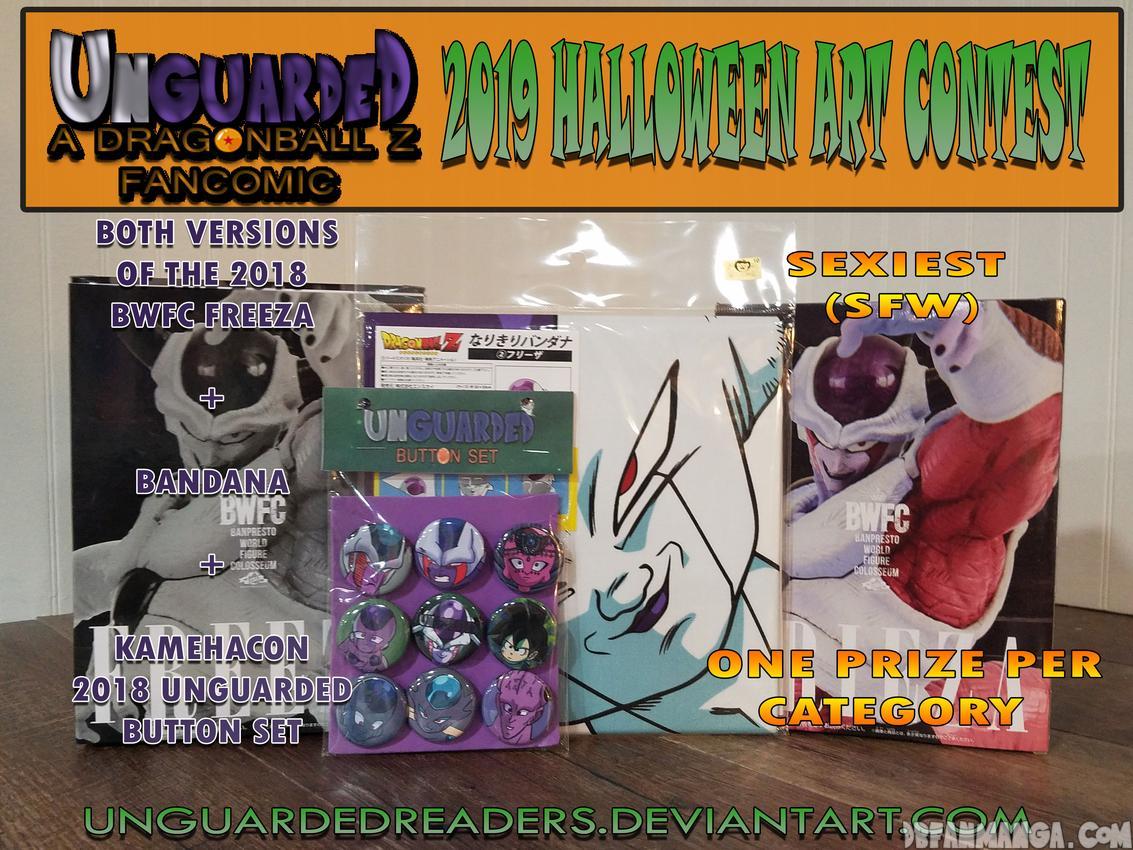 UNGUARDED
A DRAGONBALL Z
FANCOMIC
2019 HALLOWEEN ART CONTEST
BOTH VERSIONS
OF THE 2018
BWFC FREEZA
+
BANDANA
+
KAMEHACON
2018 UNGUARDED
BUTTON SET
SEXIEST
(SFW)
ONE PRIZE PER
CATEGORY
DRAGONBALL Z
なりきりバンダナ
②フリーザ
UNGUARDED
BUTTON SET
BWFC
BANPRESTO
WORLD
FIGURE
COLOSSEUM
BWFC
BANPRESTO
WORLD
FIGURE
COLOSSEUM
UNGUARDEDREADERS.DEVIANTART.COM
DBFANMANGA.COM